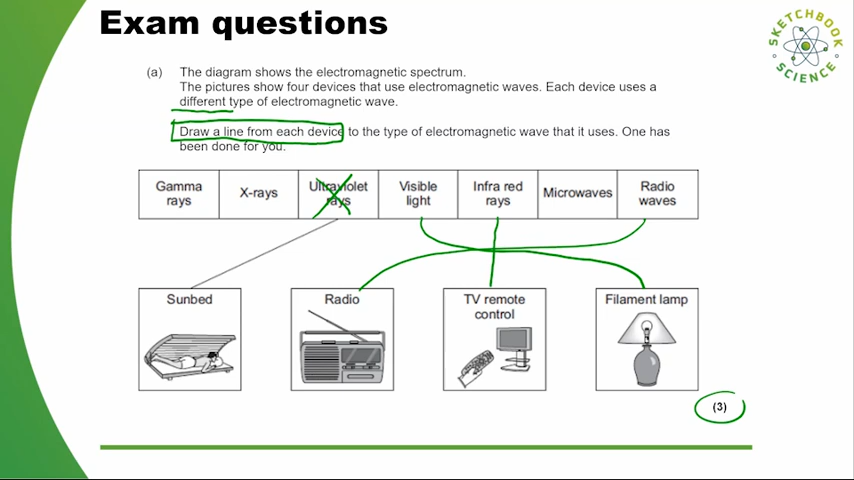 Exam questions
SKETCHBOOK
SCIENCE
(a) The diagram shows the electromagnetic spectrum.
The pictures show four devices that use electromagnetic waves. Each device uses a
different type of electromagnetic wave.
Draw a line from each device to the type of electromagnetic wave that it uses. One has
been done for you.
Gamma
rays
X-rays
Ultraviolet
rays
Visible
light
Infra red
rays
Microwaves
Radio
waves
Sunbed
Radio
TV remote
control
Filament lamp
(3)